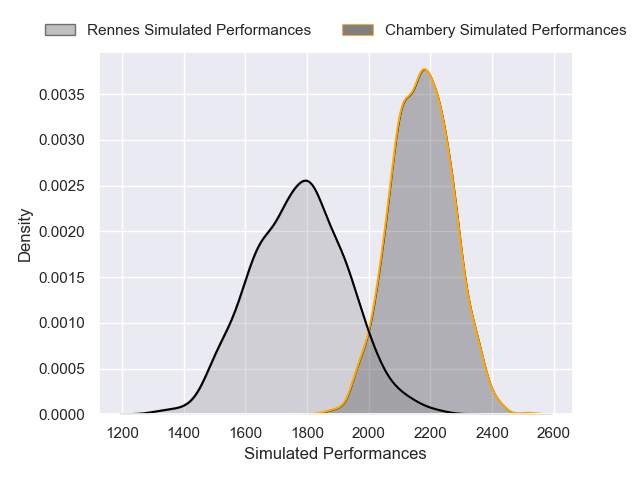 Rennes Simulated Performances Chambery Simulated Performances
0.0035
0.0030
0.0025
0.0020
0.0015
0.0010
0.0005
0.0000
Density
1200 1400 1600 1800 2000 2200 2400 2600
Simulated Performances